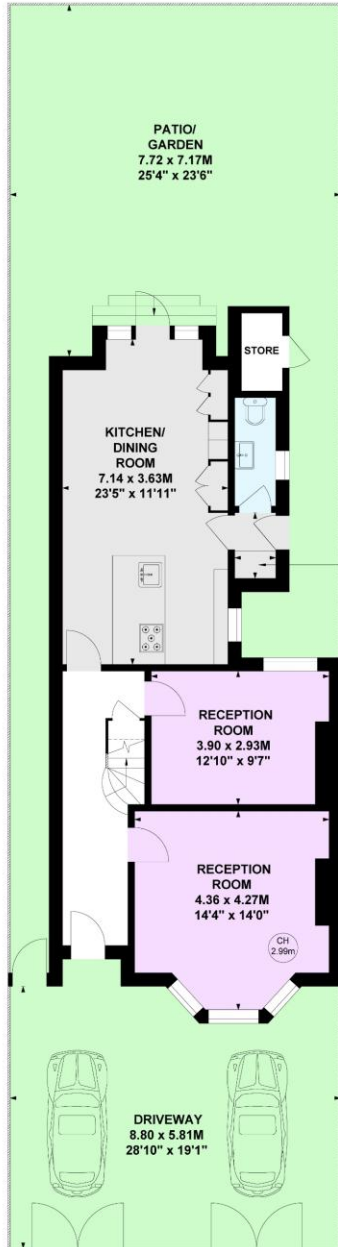 PATIO/
GARDEN
7.72 x 7.17M
25'4" x 23'6"
STORE
KITCHEN/
DINING
ROOM
7.14 x 3.63M
23'5" x 11'11"
RECEPTION
ROOM
3.90 x 2.93M
12'10" x 9'7"
RECEPTION
ROOM
4.36 x 4.27M
14'4" x 14'0"
CH
2.99m
DRIVEWAY
8.80 x 5.81M
28'10" x 19'1"